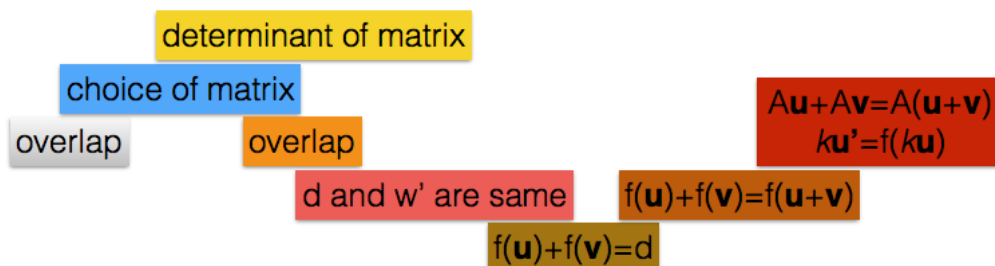 determinant of matrix
choice of matrix
Au+Av=A(u+v)
overlap
overlap
ku'=f(ku)
d and w' are same
f(u)+f(v)=f(u+v)
f(u)+f(v)=d